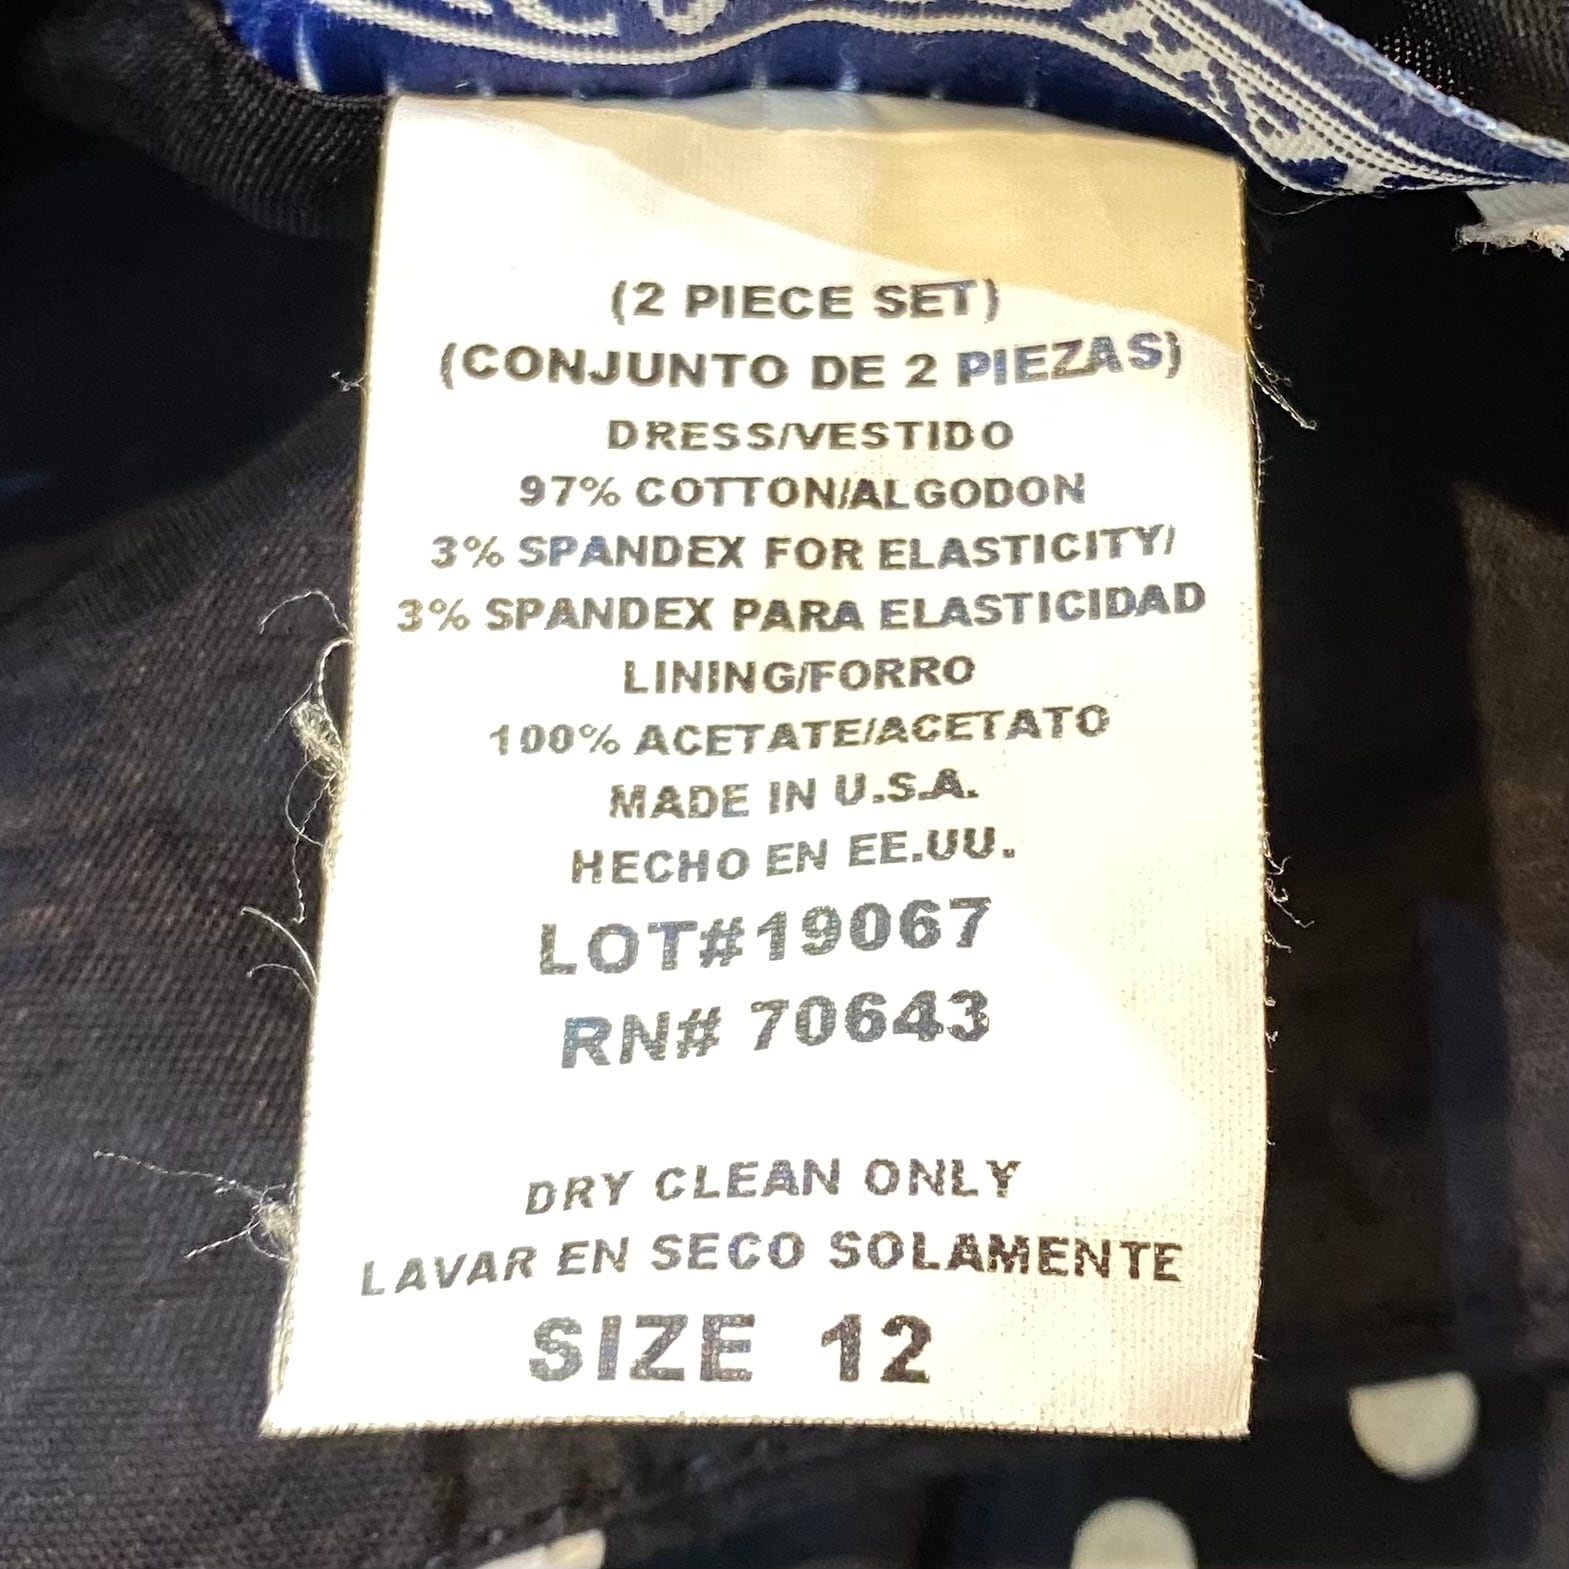 (2 PIECE SET)
(CONJUNTO DE 2 PIEZAS)
DRESS/VESTIDO
97% COTTON/ALGODON
3% SPANDEX FOR ELASTICITY/
3% SPANDEX PARA ELASTICIDAD
LINING/FORRO
100% ACETATE/ACETATO
MADE IN U.S.A.
HECHO EN EE.UU.
LOT#19067
RN# 70643
DRY CLEAN ONLY
LAVAR EN SECO SOLAMENTE
SIZE 12